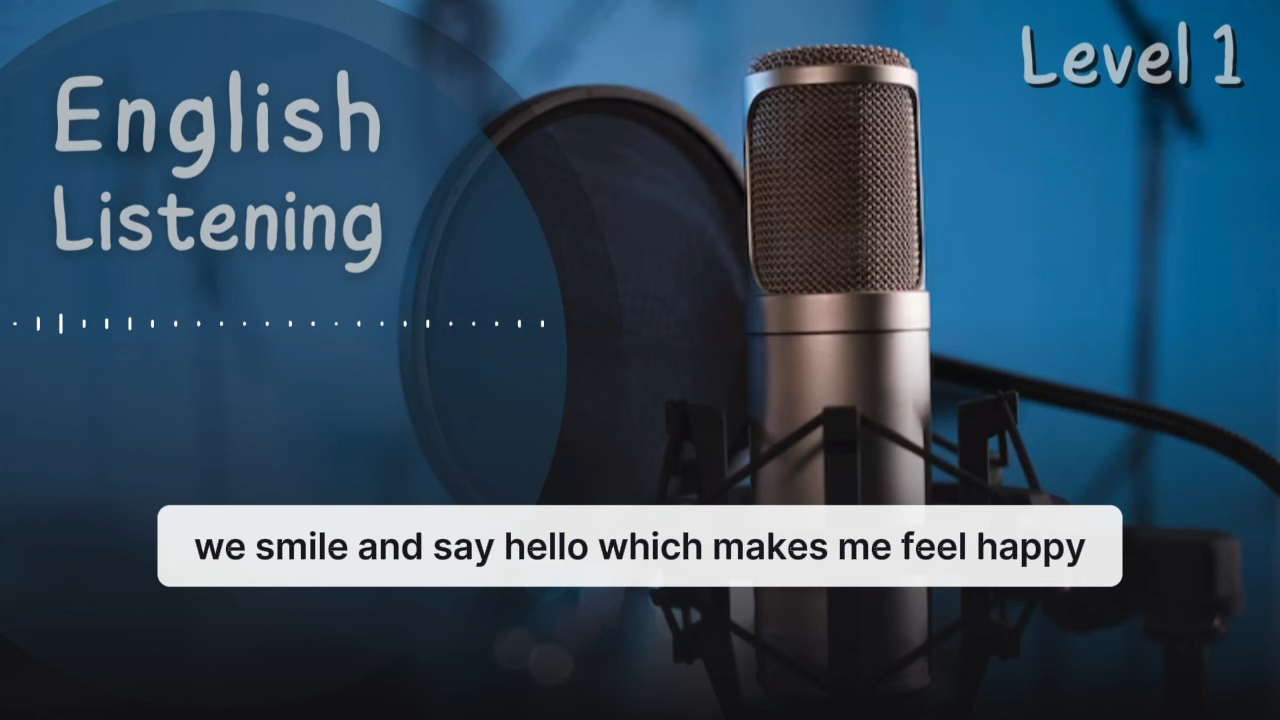 English
Listening
Level 1
we smile and say hello which makes me feel happy